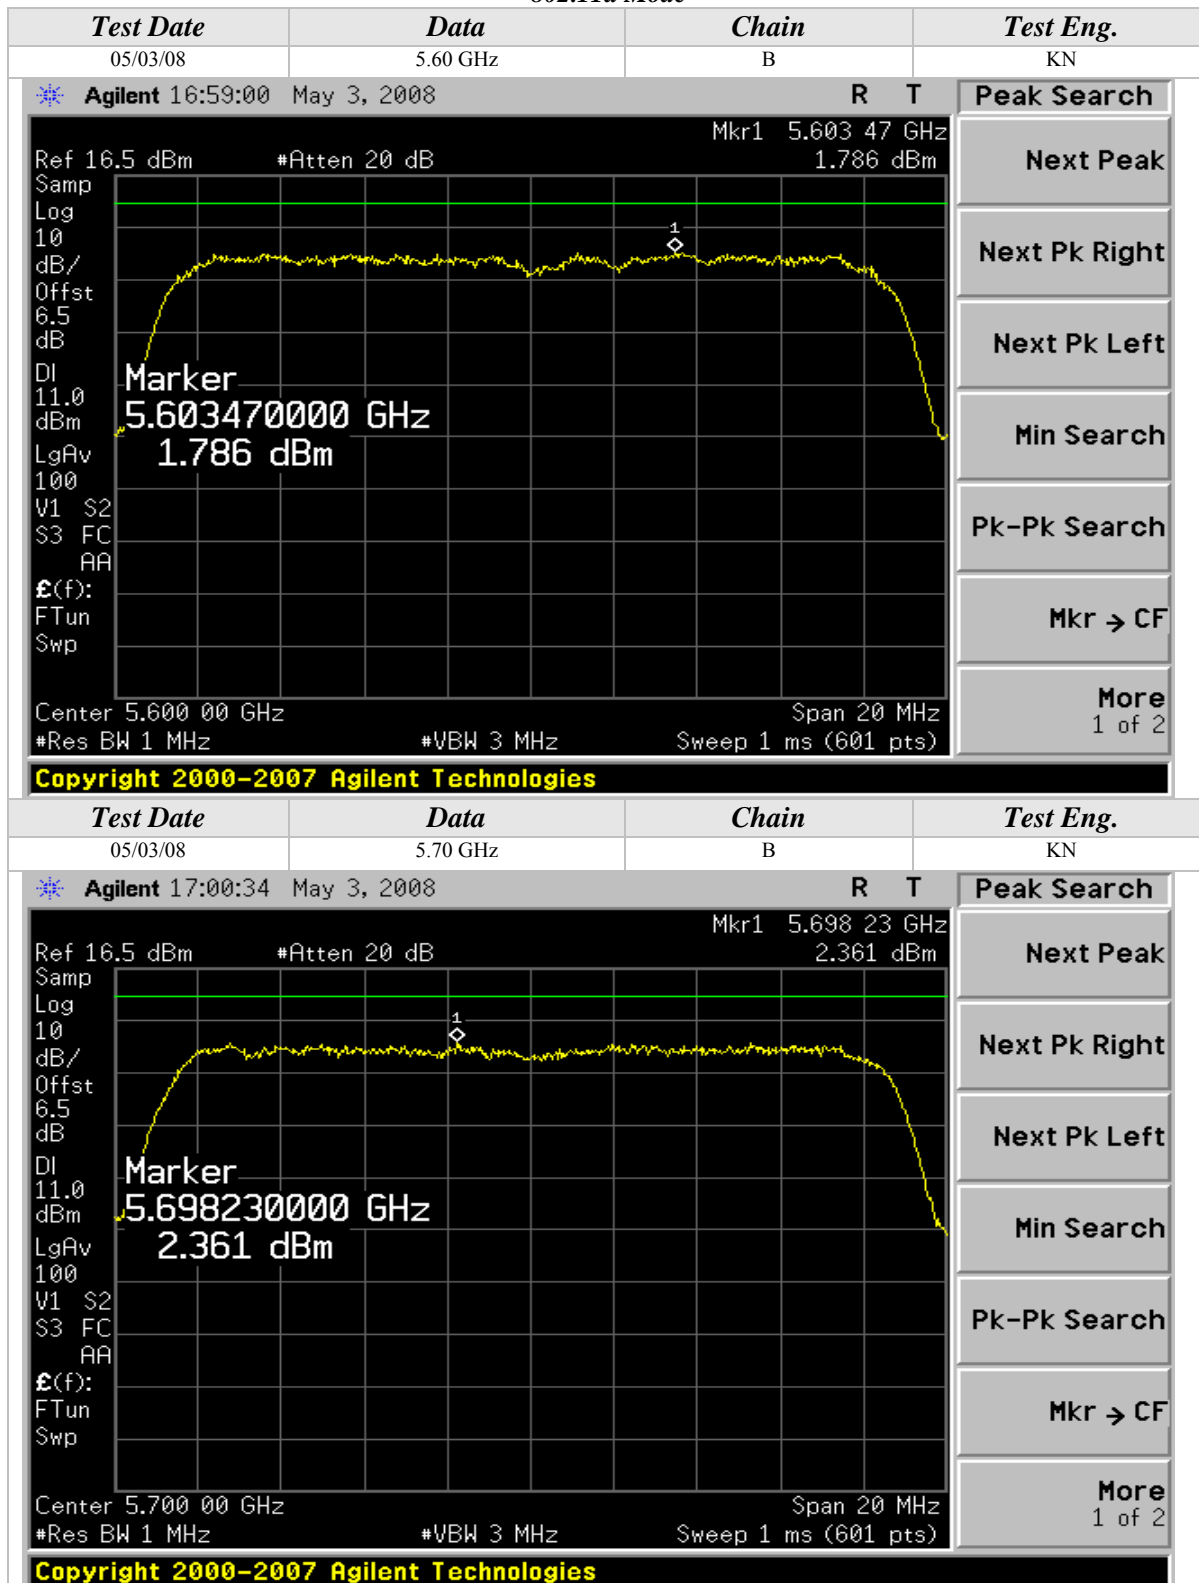 802.11a Mode
Test Date Data Chain Test Eng.
05/03/08 5.60 GHz B KN
Agilent 16:59:00 May 3, 2008 R T Peak Search
Mkr1 5.603 47 GHz
Ref 16.5 dBm #Atten 20 dB 1.786 dBm
Samp
Log
10
dB/
Offst
6.5
dB
DI
11.0
dBm
LgAv
100
V1 S2
S3 FC
AA
£(f):
FTun
Swp
1
Marker
5.603470000 GHz
1.786 dBm
Center 5.600 00 GHz Span 20 MHz
#Res BW 1 MHz #VBW 3 MHz Sweep 1 ms (601 pts)
Next Peak
Next Pk Right
Next Pk Left
Min Search
Pk-Pk Search
Mkr → CF
More
1 of 2
Copyright 2000-2007 Agilent Technologies
Test Date Data Chain Test Eng.
05/03/08 5.70 GHz B KN
Agilent 17:00:34 May 3, 2008 R T Peak Search
Mkr1 5.698 23 GHz
Ref 16.5 dBm #Atten 20 dB 2.361 dBm
Samp
Log
10
dB/
Offst
6.5
dB
DI
11.0
dBm
LgAv
100
V1 S2
S3 FC
AA
£(f):
FTun
Swp
1
Marker
5.698230000 GHz
2.361 dBm
Center 5.700 00 GHz Span 20 MHz
#Res BW 1 MHz #VBW 3 MHz Sweep 1 ms (601 pts)
Next Peak
Next Pk Right
Next Pk Left
Min Search
Pk-Pk Search
Mkr → CF
More
1 of 2
Copyright 2000-2007 Agilent Technologies